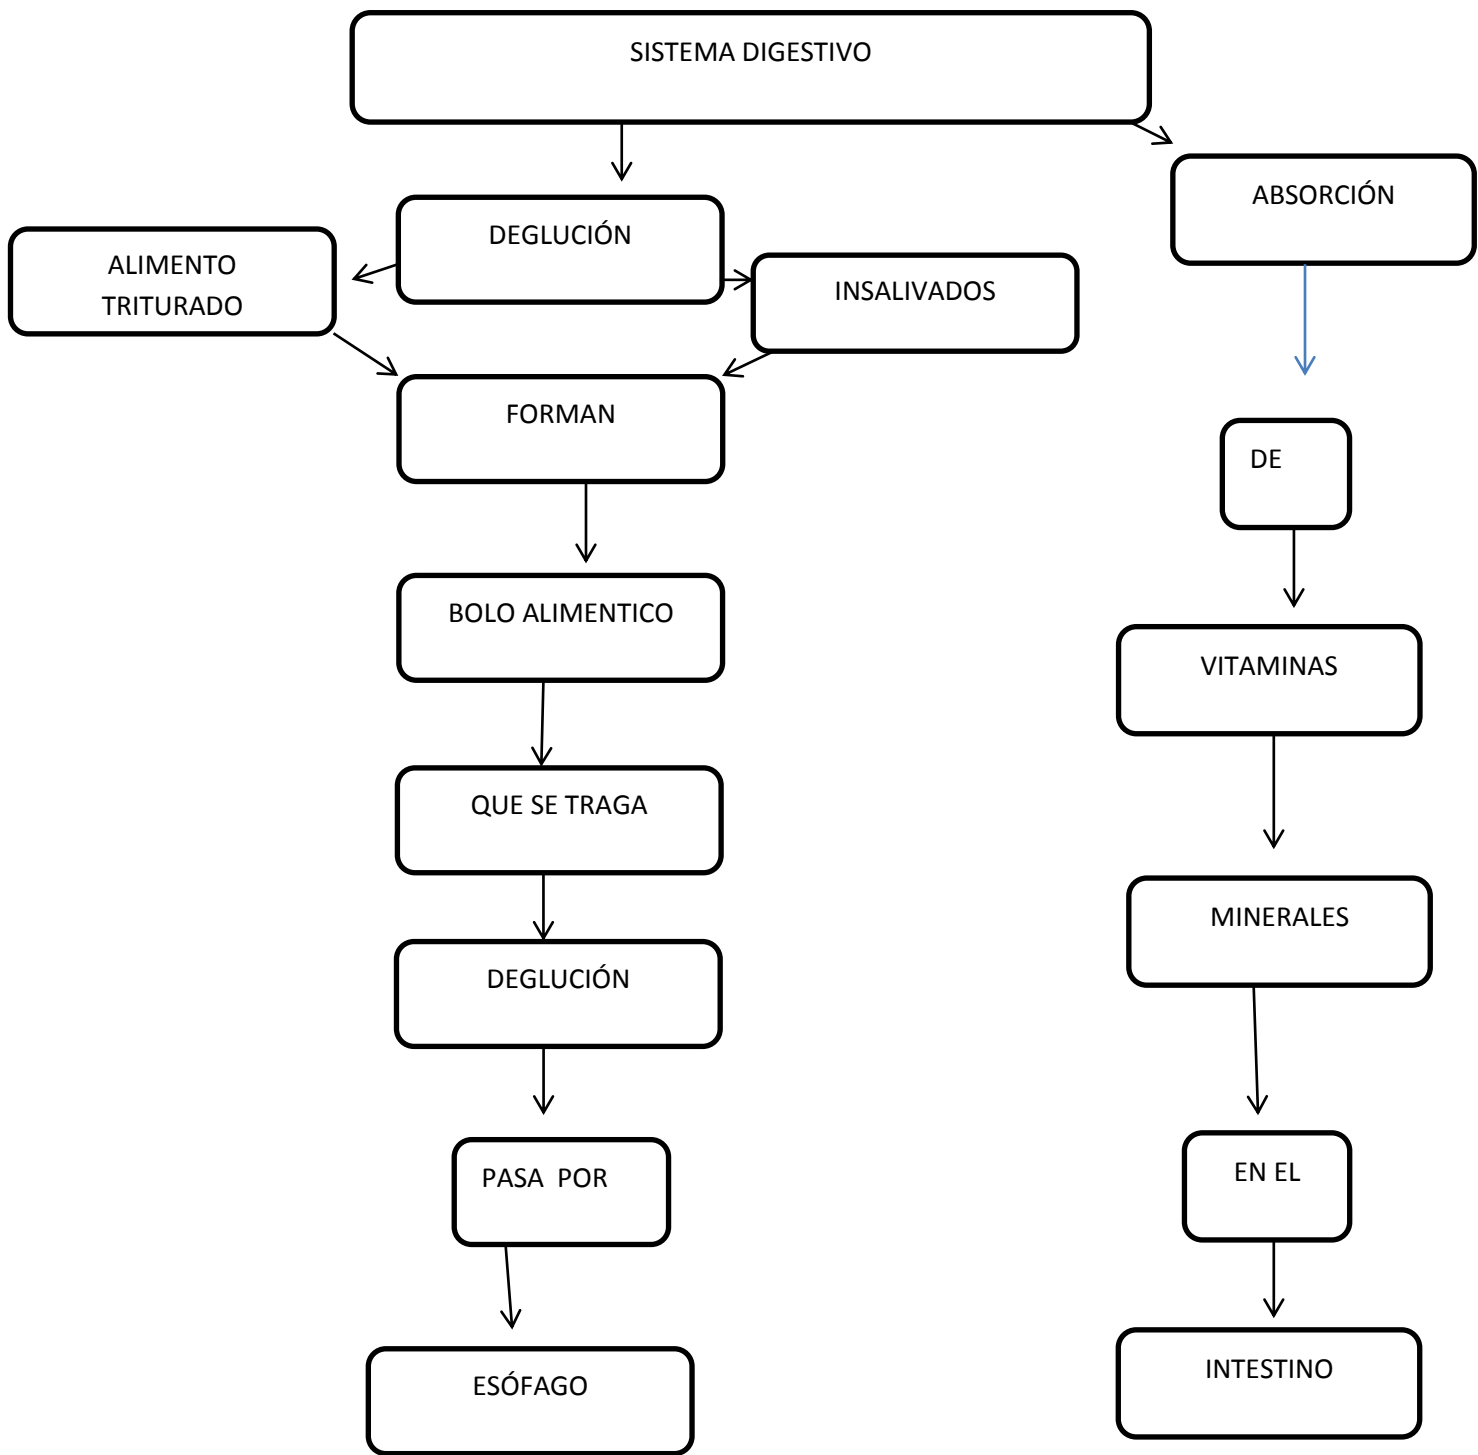 SISTEMA DIGESTIVO
ABSORCIÓN
DEGLUCIÓN
ALIMENTO
TRITURADO
INSALIVADOS
FORMAN
DE
BOLO ALIMENTICO
VITAMINAS
QUE SE TRAGA
MINERALES
DEGLUCIÓN
PASA POR
EN EL
ESÓFAGO
INTESTINO